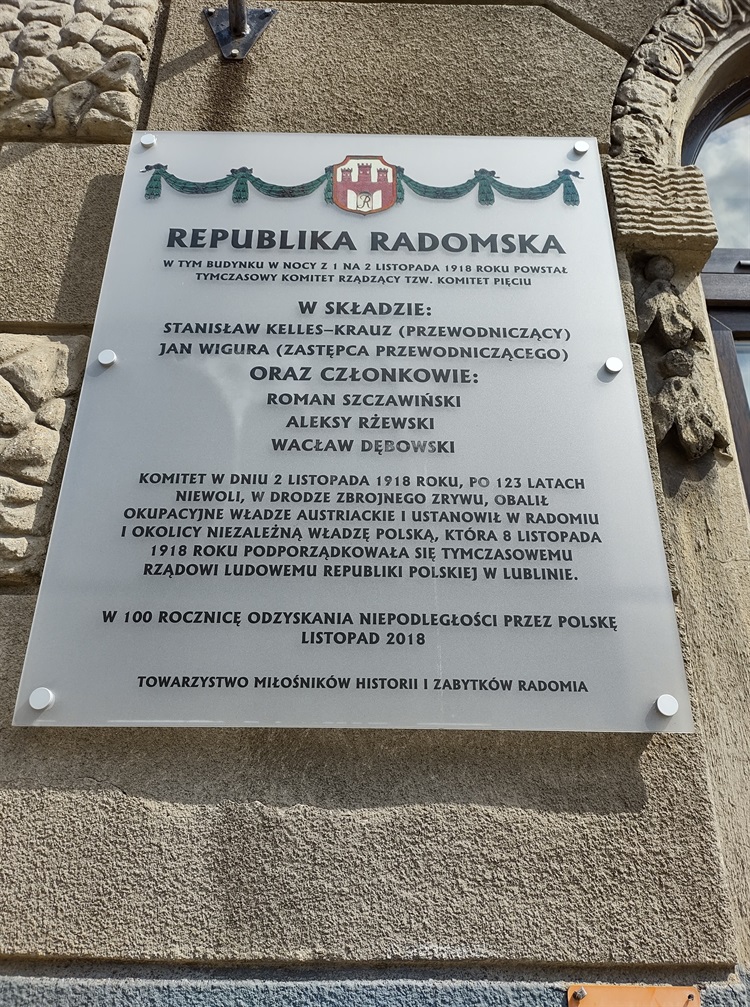 R
REPUBLIKA RADOMSKA
W TYM BUDYNKU W NOCY Z 1 NA 2 LISTOPADA 1918 ROKU POWSTAŁ
TYMCZASOWY KOMITET RZĄDZĄCY TZW. KOMITET PIĘCIU
W SKŁADZIE:
STANISŁAW KELLES–KRAUZ (PRZEWODNICZĄCY)
JAN WIGURA (ZASTĘPCA PRZEWODNICZĄCEGO)
ORAZ CZŁONKOWIE:
ROMAN SZCZAWIŃSKI
ALEKSY RŻEWSKI
WACŁAW DĘBOWSKI
KOMITET W DNIU 2 LISTOPADA 1918 ROKU, PO 123 LATACH
NIEWOLI, W DRODZE ZBROJNEGO ZRYWU, OBALIŁ
OKUPACYJNE WŁADZE AUSTRIACKIE I USTANOWIŁ W RADOMIU
I OKOLICY NIEZALEŻNĄ WŁADZĘ POLSKĄ, KTÓRA 8 LISTOPADA
1918 ROKU PODPORZĄDKOWAŁA SIĘ TYMCZASOWEMU
RZĄDOWI LUDOWEMU REPUBLIKI POLSKIEJ W LUBLINIE.
W 100 ROCZNICĘ ODZYSKANIA NIEPODLEGŁOŚCI PRZEZ POLSKĘ
LISTOPAD 2018
TOWARZYSTWO MIŁOŚNIKÓW HISTORII I ZABYTKÓW RADOMIA